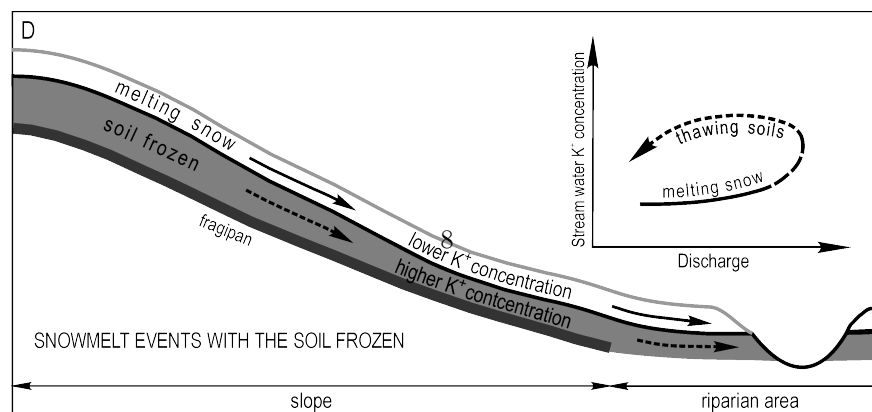 D
melting snow
soil frozen
fragipan
8
lower K⁺ concentration
higher K⁺ contcentration
SNOWMELT EVENTS WITH THE SOIL FROZEN
slope
riparian area
Stream water K⁻ concentration
thawing soils
melting snow
Discharge